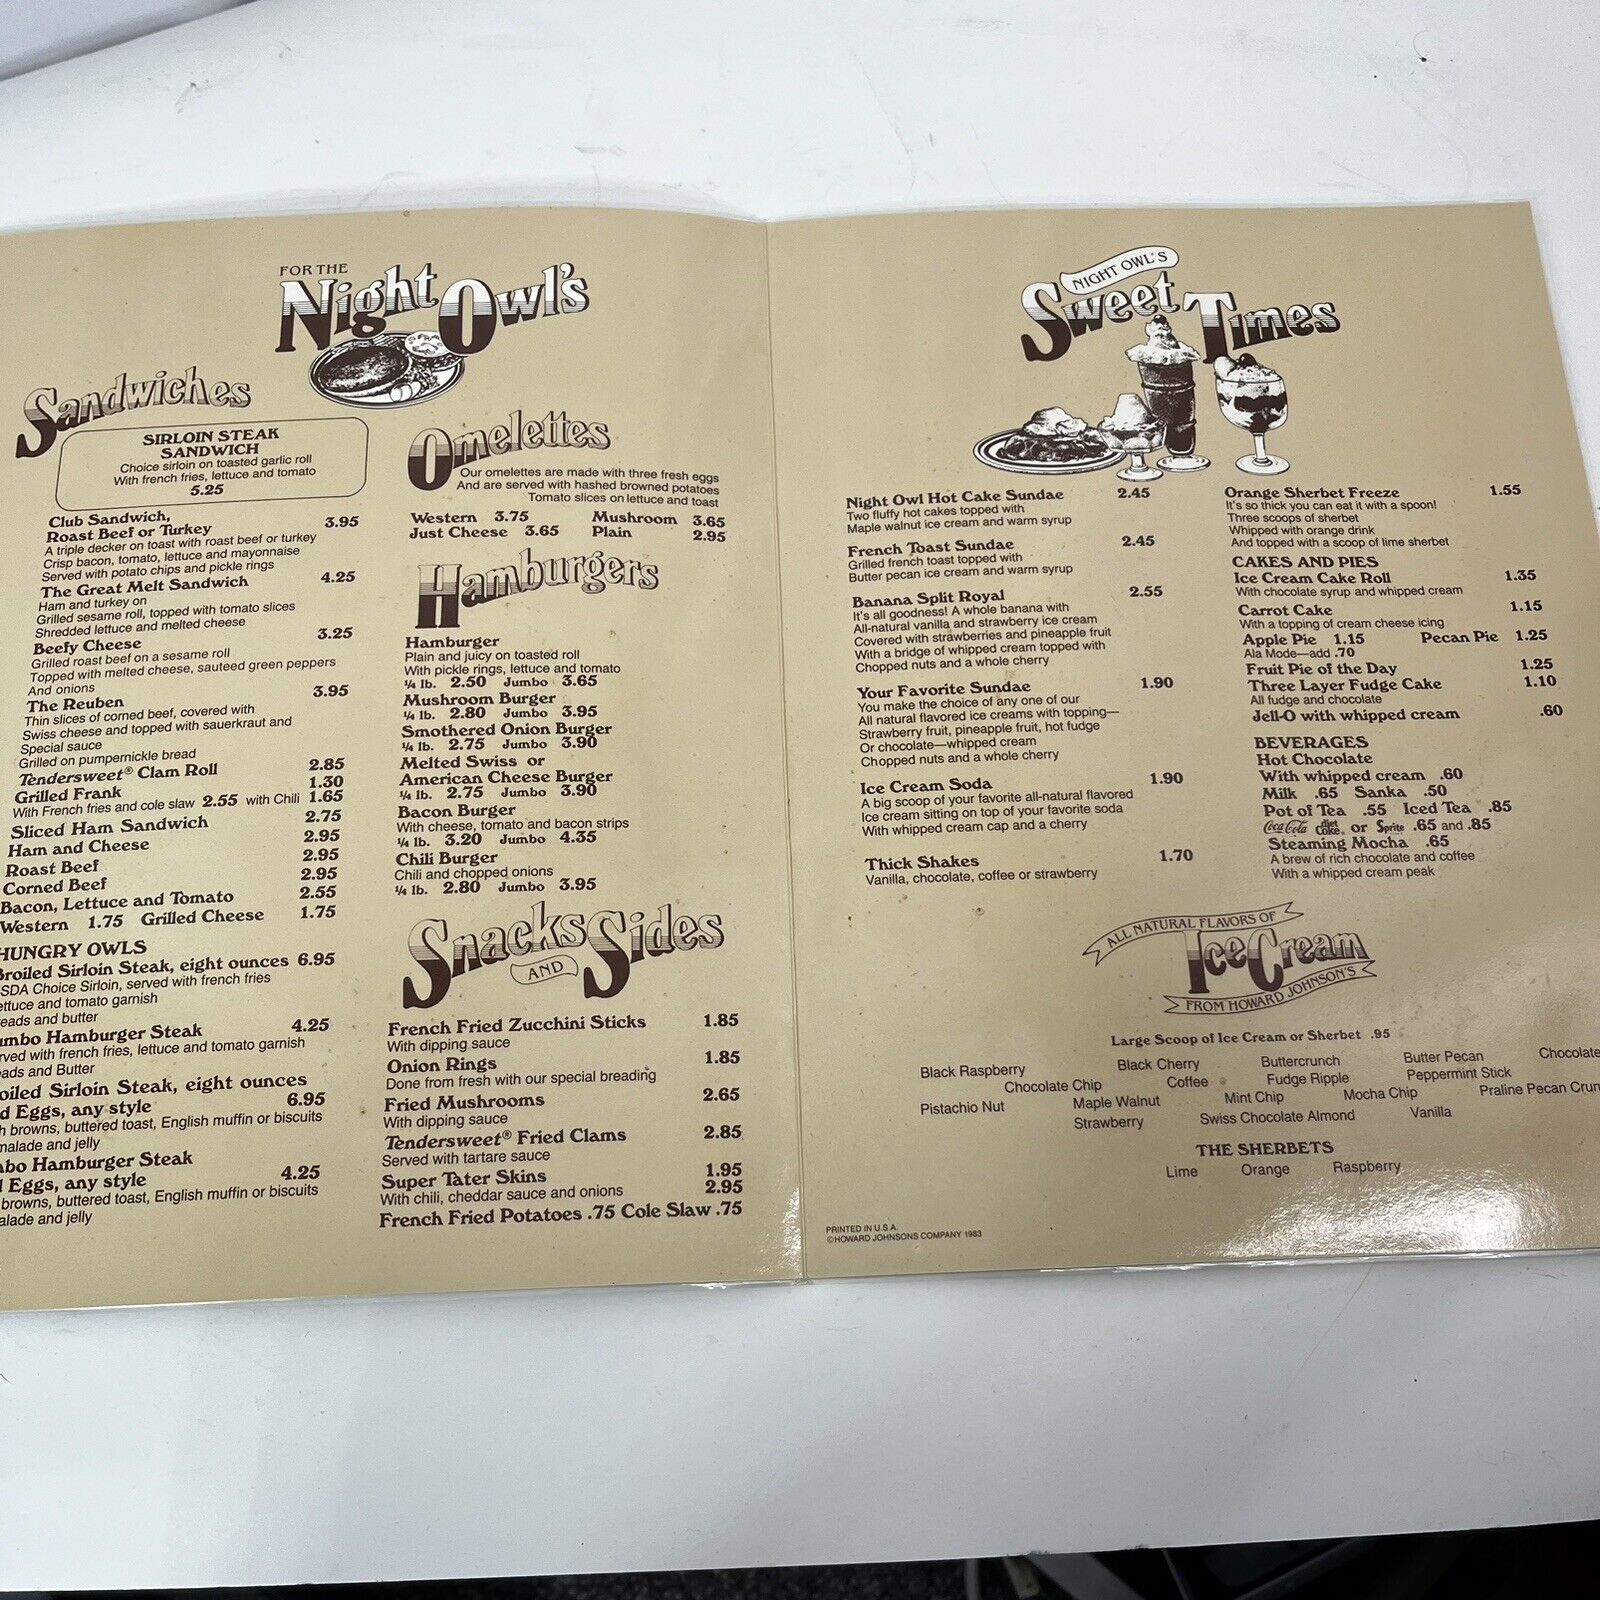 FOR THE
Night Owl's
Sandwiches
SIRLOIN STEAK
SANDWICH
Choice sirloin on toasted garlic roll
With french fries, lettuce and tomato
5.25
Club Sandwich,
Roast Beef or Turkey 3.95
A triple decker on toast with roast beef or turkey
Crisp bacon, tomato, lettuce and mayonnaise
Served with potato chips and pickle rings
The Great Melt Sandwich 4.25
Ham and turkey on
Grilled sesame roll, topped with tomato slices
Shredded lettuce and melted cheese
Beefy Cheese 3.25
Grilled roast beef on a sesame roll
Topped with melted cheese, sauteed green peppers
And onions
The Reuben 3.95
Thin slices of corned beef, covered with
Swiss cheese and topped with sauerkraut and
Special sauce
Grilled on pumpernickle bread
Tendersweet® Clam Roll 2.85
Grilled Frank 1.30
With French fries and cole slaw 2.55 with Chili 1.65
Sliced Ham Sandwich 2.75
Ham and Cheese 2.95
Roast Beef 2.95
Corned Beef 2.95
Bacon, Lettuce and Tomato 2.55
Western 1.75 Grilled Cheese 1.75
HUNGRY OWLS
Broiled Sirloin Steak, eight ounces 6.95
SDA Choice Sirloin, served with french fries
ettuce and tomato garnish
reads and butter
umbo Hamburger Steak 4.25
rved with french fries, lettuce and tomato garnish
eads and Butter
oiled Sirloin Steak, eight ounces
d Eggs, any style 6.95
h browns, buttered toast, English muffin or biscuits
malade and jelly
mbo Hamburger Steak
l Eggs, any style 4.25
browns, buttered toast, English muffin or biscuits
alade and jelly
Omelettes
Our omelettes are made with three fresh eggs
And are served with hashed browned potatoes
Tomato slices on lettuce and toast
Western 3.75 Mushroom 3.65
Just Cheese 3.65 Plain 2.95
Hamburgers
Hamburger
Plain and juicy on toasted roll
With pickle rings, lettuce and tomato
¼ lb. 2.50 Jumbo 3.65
Mushroom Burger
¼ lb. 2.80 Jumbo 3.95
Smothered Onion Burger
¼ lb. 2.75 Jumbo 3.90
Melted Swiss or
American Cheese Burger
¼ lb. 2.75 Jumbo 3.90
Bacon Burger
With cheese, tomato and bacon strips
¼ lb. 3.20 Jumbo 4.35
Chili Burger
Chili and chopped onions
¼ lb. 2.80 Jumbo 3.95
Snacks AND Sides
French Fried Zucchini Sticks 1.85
With dipping sauce
Onion Rings 1.85
Done from fresh with our special breading
Fried Mushrooms 2.65
With dipping sauce
Tendersweet® Fried Clams 2.85
Served with tartare sauce
Super Tater Skins 1.95
With chili, cheddar sauce and onions 2.95
French Fried Potatoes .75 Cole Slaw .75
NIGHT OWL'S
Sweet Times
Night Owl Hot Cake Sundae 2.45
Two fluffy hot cakes topped with
Maple walnut ice cream and warm syrup
French Toast Sundae 2.45
Grilled french toast topped with
Butter pecan ice cream and warm syrup
Banana Split Royal 2.55
It's all goodness! A whole banana with
All-natural vanilla and strawberry ice cream
Covered with strawberries and pineapple fruit
With a bridge of whipped cream topped with
Chopped nuts and a whole cherry
Your Favorite Sundae 1.90
You make the choice of any one of our
All natural flavored ice creams with topping—
Strawberry fruit, pineapple fruit, hot fudge
Or chocolate—whipped cream
Chopped nuts and a whole cherry
Ice Cream Soda 1.90
A big scoop of your favorite all-natural flavored
Ice cream sitting on top of your favorite soda
With whipped cream cap and a cherry
Thick Shakes 1.70
Vanilla, chocolate, coffee or strawberry
Orange Sherbet Freeze 1.55
It's so thick you can eat it with a spoon!
Three scoops of sherbet
Whipped with orange drink
And topped with a scoop of lime sherbet
CAKES AND PIES
Ice Cream Cake Roll 1.35
With chocolate syrup and whipped cream
Carrot Cake 1.15
With a topping of cream cheese icing
Apple Pie 1.15 Pecan Pie 1.25
Ala Mode—add .70
Fruit Pie of the Day 1.25
Three Layer Fudge Cake 1.10
All fudge and chocolate
Jell-O with whipped cream .60
BEVERAGES
Hot Chocolate
With whipped cream .60
Milk .65 Sanka .50
Pot of Tea .55 Iced Tea .85
Coca-Cola diet Coke, or Sprite .65 and .85
Steaming Mocha .65
A brew of rich chocolate and coffee
With a whipped cream peak
ALL NATURAL FLAVORS OF
Ice Cream
FROM HOWARD JOHNSON'S
Large Scoop of Ice Cream or Sherbet .95
Black Raspberry Black Cherry Buttercrunch Butter Pecan Chocolate
Chocolate Chip Coffee Fudge Ripple Peppermint Stick
Pistachio Nut Maple Walnut Mint Chip Mocha Chip Praline Pecan Crun
Strawberry Swiss Chocolate Almond Vanilla
THE SHERBETS
Lime Orange Raspberry
PRINTED IN U.S.A.
©HOWARD JOHNSONS COMPANY 1983